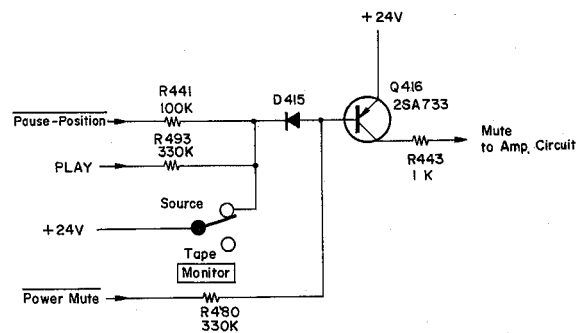 +24V
Q416
2SA733
D415
R441
100K
Pause-Position
R493
330K
PLAY
Mute
to Amp. Circuit
R443
1 K
Source
+24V
Tape
Monitor
Power Mute
R480
330K